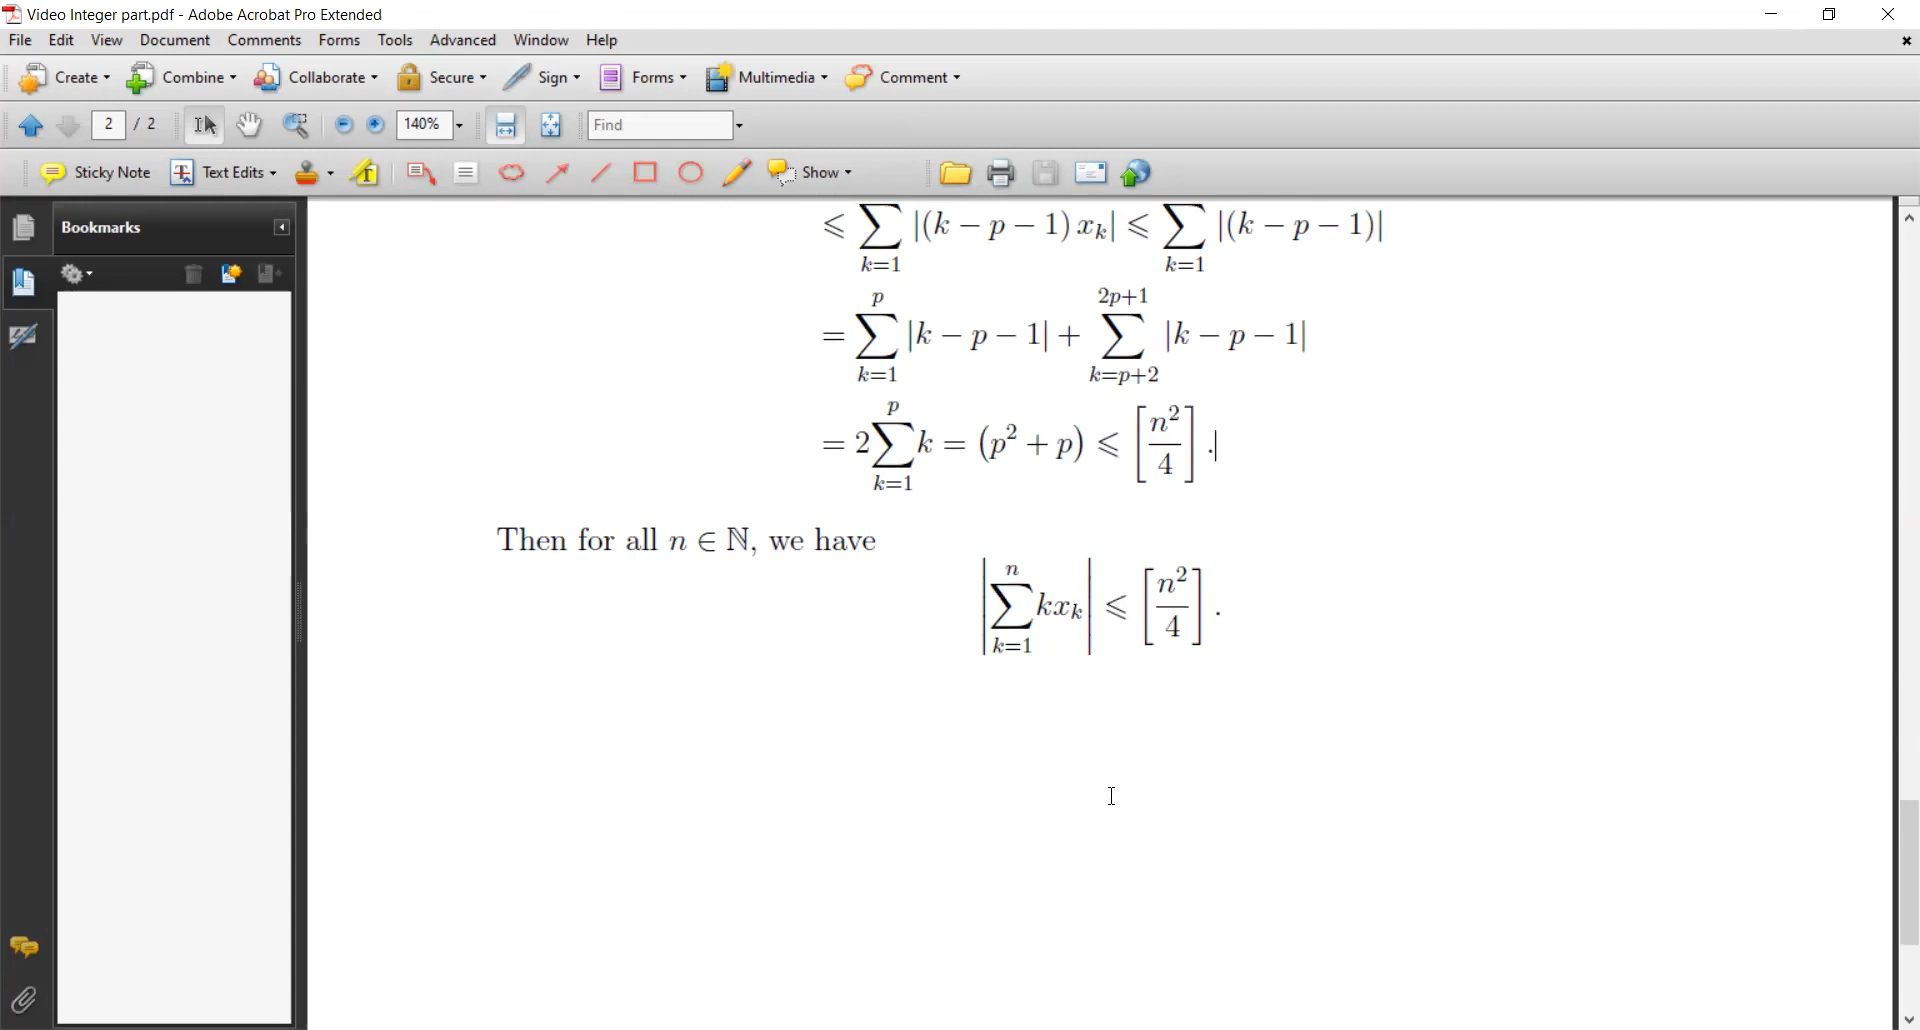 Video Integer part.pdf - Adobe Acrobat Pro Extended
File Edit View Document Comments Forms Tools Advanced Window Help
Create Combine Collaborate Secure Sign Forms Multimedia Comment
2 / 2 140% Find
Sticky Note Text Edits Show
Bookmarks
⩽ ∑_{k=1} |(k − p − 1) x_k| ⩽ ∑_{k=1} |(k − p − 1)|
= ∑_{k=1}^{p} |k − p − 1| + ∑_{k=p+2}^{2p+1} |k − p − 1|
= 2∑_{k=1}^{p} k = (p² + p) ⩽ [n²/4].
Then for all n ∈ ℕ, we have
|∑_{k=1}^{n} kx_k| ⩽ [n²/4].